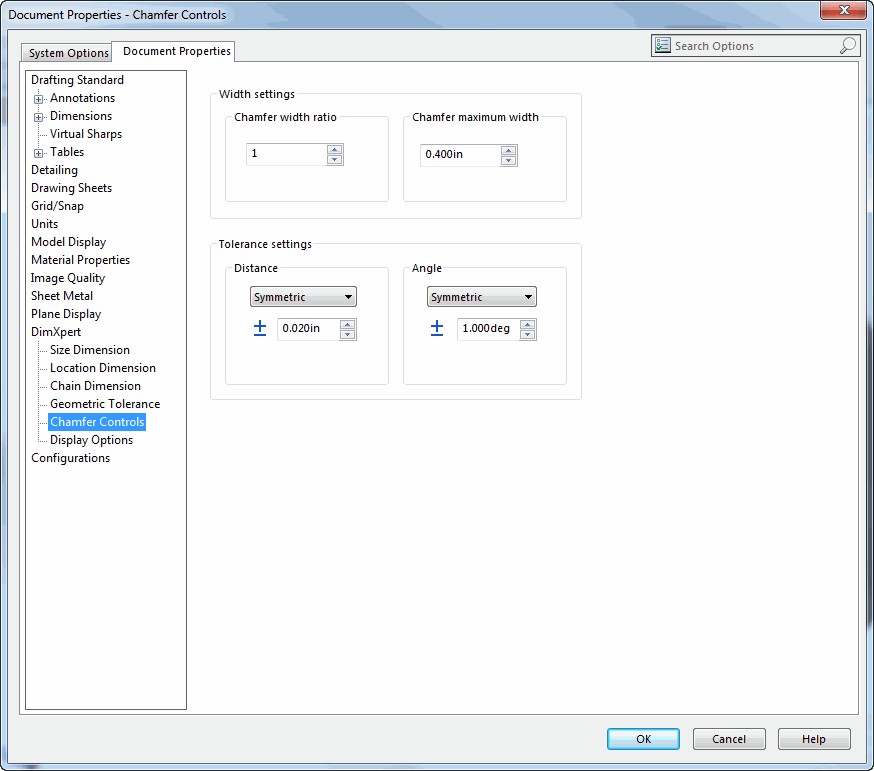 Document Properties - Chamfer Controls
System Options
Document Properties
Search Options
Drafting Standard
Annotations
Dimensions
Virtual Sharps
Tables
Detailing
Drawing Sheets
Grid/Snap
Units
Model Display
Material Properties
Image Quality
Sheet Metal
Plane Display
DimXpert
Size Dimension
Location Dimension
Chain Dimension
Geometric Tolerance
Chamfer Controls
Display Options
Configurations
Width settings
Chamfer width ratio
1
Chamfer maximum width
0.400in
Tolerance settings
Distance
Symmetric
± 0.020in
Angle
Symmetric
± 1.000deg
OK
Cancel
Help